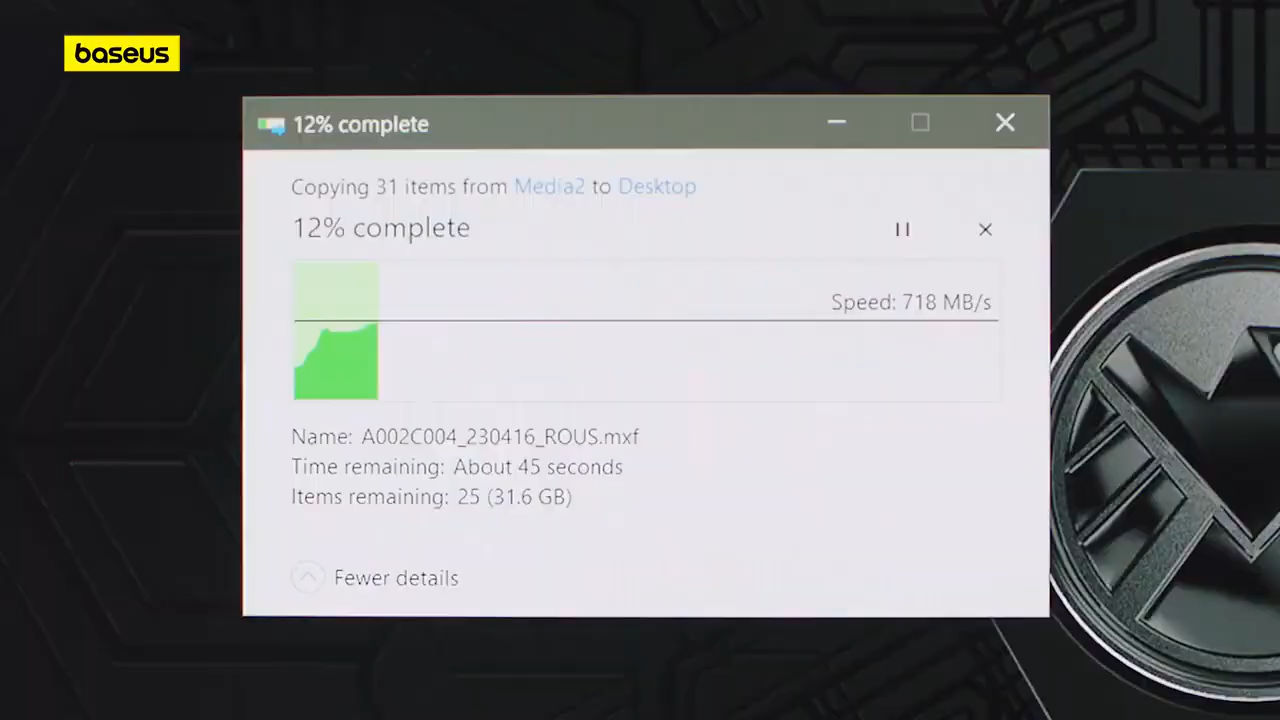 baseus
12% complete
Copying 31 items from Media2 to Desktop
12% complete
Speed: 718 MB/s
Name: A002C004_230416_ROUS.mxf
Time remaining: About 45 seconds
Items remaining: 25 (31.6 GB)
Fewer details